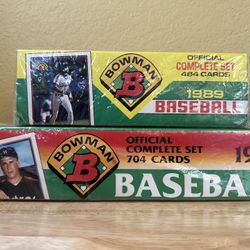 BOWMAN
B
OFFICIAL
COMPLETE SET
484 CARDS
1989
BASEBALL
BOWMAN
B
OFFICIAL
COMPLETE SET
704 CARDS
19
BASEBA